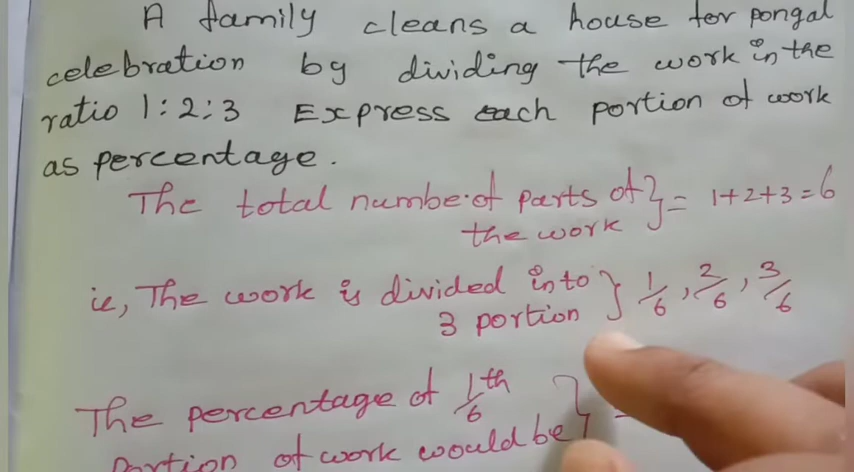 A family cleans a house for pongal
celebration by dividing the work in the
ratio 1:2:3 Express each portion of work
as percentage.
The total number of parts of } = 1+2+3=6
the work
ie, The work is divided into } 1/6, 2/6, 3/6
3 portion
The percentage of 1/6 th } =
Portion of work would be